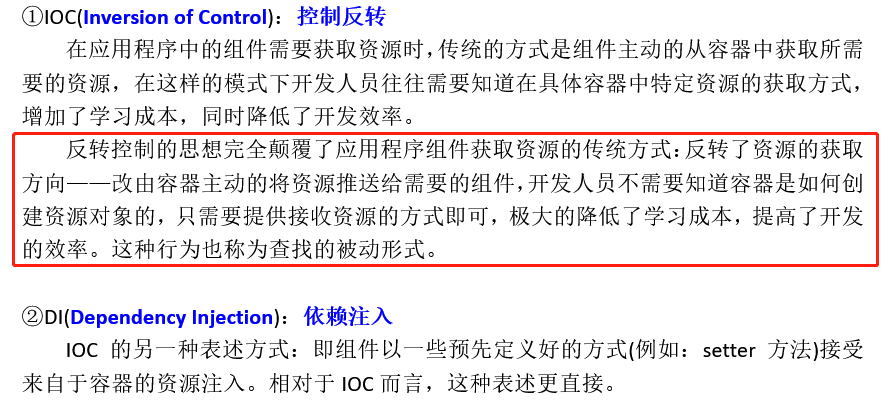 ①IOC(Inversion of Control)：控制反转
在应用程序中的组件需要获取资源时，传统的方式是组件主动的从容器中获取所需
要的资源，在这样的模式下开发人员往往需要知道在具体容器中特定资源的获取方式，
增加了学习成本，同时降低了开发效率。
反转控制的思想完全颠覆了应用程序组件获取资源的传统方式：反转了资源的获取
方向——改由容器主动的将资源推送给需要的组件，开发人员不需要知道容器是如何创
建资源对象的，只需要提供接收资源的方式即可，极大的降低了学习成本，提高了开发
的效率。这种行为也称为查找的被动形式。
②DI(Dependency Injection)：依赖注入
IOC 的另一种表述方式：即组件以一些预先定义好的方式(例如：setter 方法)接受
来自于容器的资源注入。相对于 IOC 而言，这种表述更直接。